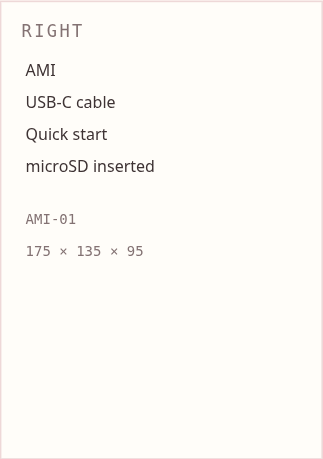 RIGHT
AMI
USB-C cable
Quick start
microSD inserted
AMI-01
175 × 135 × 95